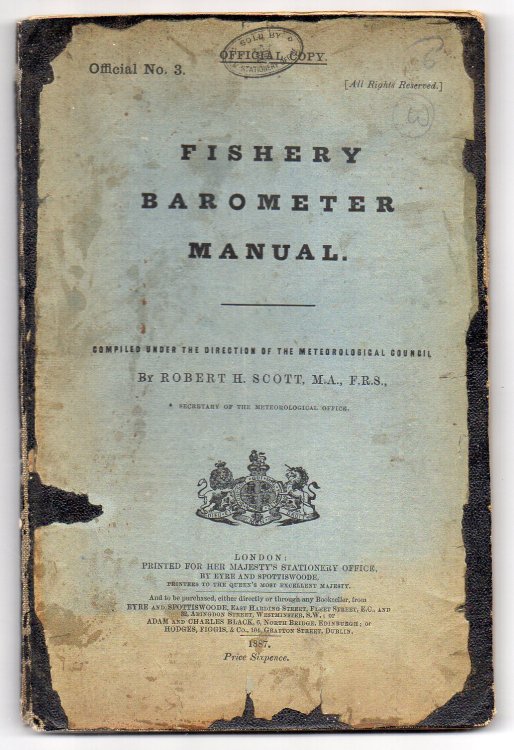 OFFICIAL COPY.
SOLD BY
STATIONERY
Official No. 3.
[All Rights Reserved.]
FISHERY
BAROMETER
MANUAL.
COMPILED UNDER THE DIRECTION OF THE METEOROLOGICAL COUNCIL
BY ROBERT H. SCOTT, M.A., F.R.S.,
SECRETARY OF THE METEOROLOGICAL OFFICE.
LONDON:
PRINTED FOR HER MAJESTY'S STATIONERY OFFICE,
BY EYRE AND SPOTTISWOODE,
PRINTERS TO THE QUEEN'S MOST EXCELLENT MAJESTY.
And to be purchased, either directly or through any Bookseller, from
EYRE AND SPOTTISWOODE, EAST HARDING STREET, FLEET STREET, E.C., AND
32, ABINGDON STREET, WESTMINSTER, S.W.; or
ADAM AND CHARLES BLACK, 6, NORTH BRIDGE, EDINBURGH; or
HODGES, FIGGIS, & Co., 104, GRAFTON STREET, DUBLIN.
1887.
Price Sixpence.